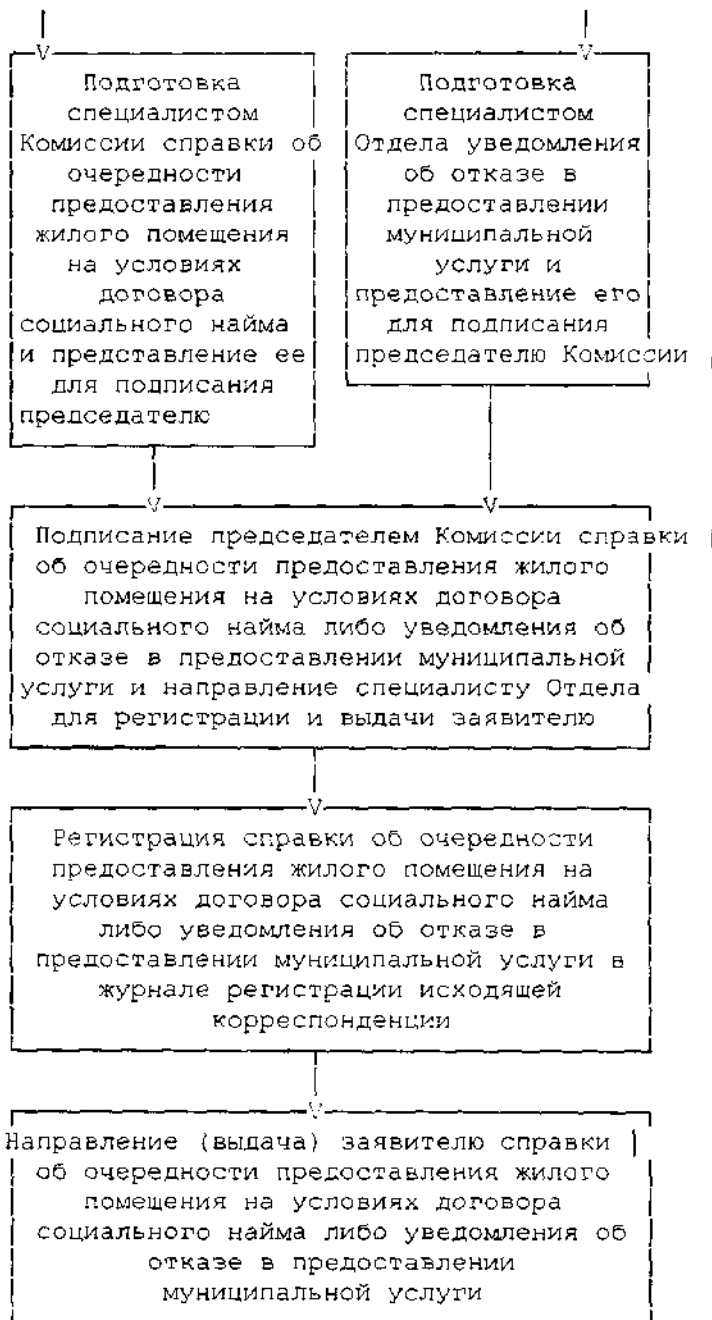 Подготовка
специалистом
Комиссии справки об
очередности
предоставления
жилого помещения
на условиях
договора
социального найма
и представление ее
для подписания
председателю
Подготовка
специалистом
Отдела уведомления
об отказе в
предоставлении
муниципальной
услуги и
предоставление его
для подписания
председателю Комиссии
Подписание председателем Комиссии справки
об очередности предоставления жилого
помещения на условиях договора
социального найма либо уведомления об
отказе в предоставлении муниципальной
услуги и направление специалисту Отдела
для регистрации и выдачи заявителю
Регистрация справки об очередности
предоставления жилого помещения на
условиях договора социального найма
либо уведомления об отказе в
предоставлении муниципальной услуги в
журнале регистрации исходящей
корреспонденции
Направление (выдача) заявителю справки
об очередности предоставления жилого
помещения на условиях договора
социального найма либо уведомления об
отказе в предоставлении
муниципальной услуги